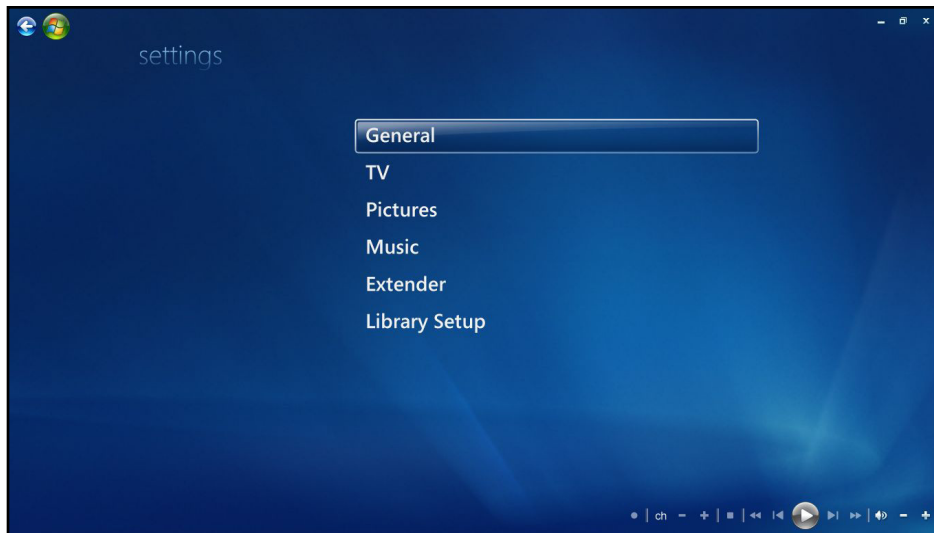 settings
General
TV
Pictures
Music
Extender
Library Setup
ch